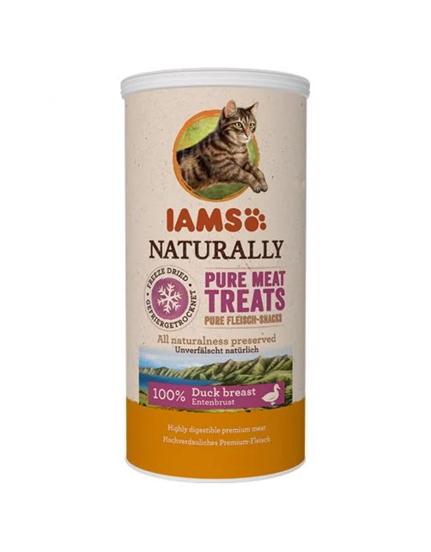 IAMS
NATURALLY
FREEZE DRIED
GEFRIERGETROCKNET
PURE MEAT
TREATS
PURE FLEISCH-SNACKS
All naturalness preserved
Unverfälscht natürlich
100% Duck breast
Entenbrust
Highly digestible premium meat
Hochverdauliches Premium-Fleisch